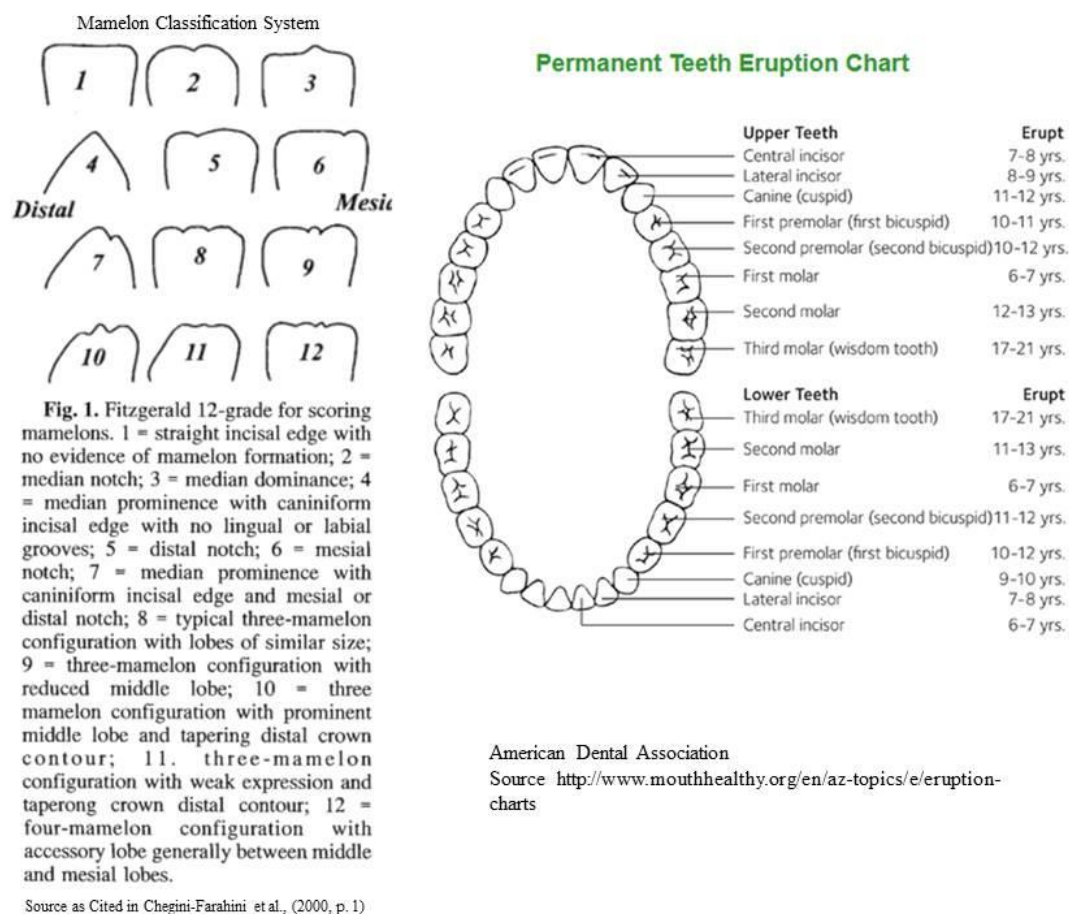 Mamelon Classification System
1 2 3
4 5 6
Distal Mesic
7 8 9
10 11 12
Fig. 1. Fitzgerald 12-grade for scoring
mamelons. 1 = straight incisal edge with
no evidence of mamelon formation; 2 =
median notch; 3 = median dominance; 4
= median prominence with caniniform
incisal edge with no lingual or labial
grooves; 5 = distal notch; 6 = mesial
notch; 7 = median prominence with
caniniform incisal edge and mesial or
distal notch; 8 = typical three-mamelon
configuration with lobes of similar size;
9 = three-mamelon configuration with
reduced middle lobe; 10 = three
mamelon configuration with prominent
middle lobe and tapering distal crown
contour; 11. three-mamelon
configuration with weak expression and
taperong crown distal contour; 12 =
four-mamelon configuration with
accessory lobe generally between middle
and mesial lobes.
Source as Cited in Chegini-Farahini et al., (2000, p. 1)
Permanent Teeth Eruption Chart
Upper Teeth Erupt
Central incisor 7-8 yrs.
Lateral incisor 8-9 yrs.
Canine (cuspid) 11-12 yrs.
First premolar (first bicuspid) 10-11 yrs.
Second premolar (second bicuspid) 10-12 yrs.
First molar 6-7 yrs.
Second molar 12-13 yrs.
Third molar (wisdom tooth) 17-21 yrs.
Lower Teeth Erupt
Third molar (wisdom tooth) 17-21 yrs.
Second molar 11-13 yrs.
First molar 6-7 yrs.
Second premolar (second bicuspid) 11-12 yrs.
First premolar (first bicuspid) 10-12 yrs.
Canine (cuspid) 9-10 yrs.
Lateral incisor 7-8 yrs.
Central incisor 6-7 yrs.
American Dental Association
Source http://www.mouthhealthy.org/en/az-topics/e/eruption-
charts